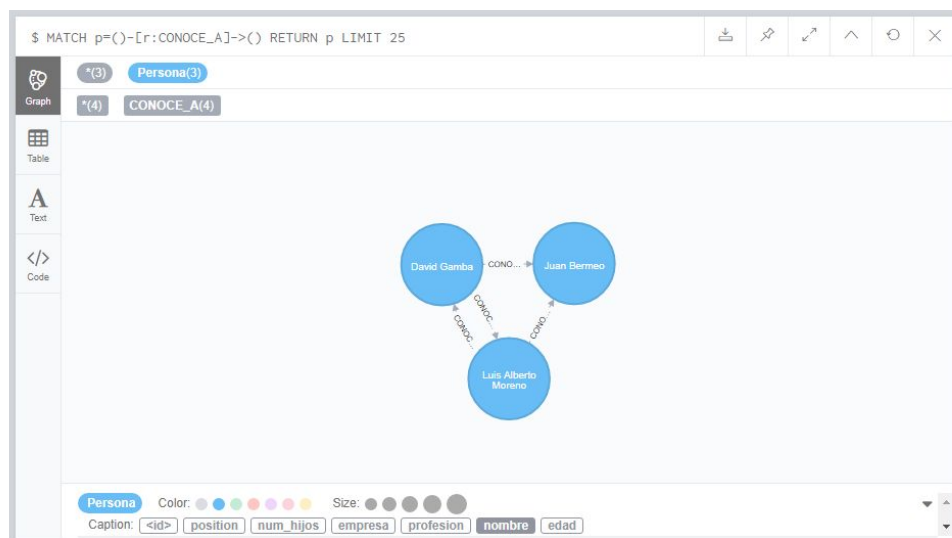 $ MATCH p=()-[r:CONOCE_A]->() RETURN p LIMIT 25
*(3) Persona(3)
Graph
*(4) CONOCE_A(4)
Table
A
Text
</>
Code
David Gamba
CONO...
Juan Bermeo
CONOC...
CONOC...
CONO...
Luis Alberto
Moreno
Persona Color: Size:
Caption: <id> position num_hijos empresa profesion nombre edad